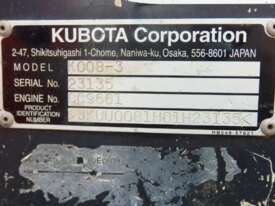 KUBOTA Corporation
2-47, Shikitsuhigashi 1-Chome, Naniwa-ku, Osaka, 556-8601 JAPAN
MODEL K008-3
SERIAL No. 23135
ENGINE No. CC9661
PRODUCT IDENTIFICATION NUMBER